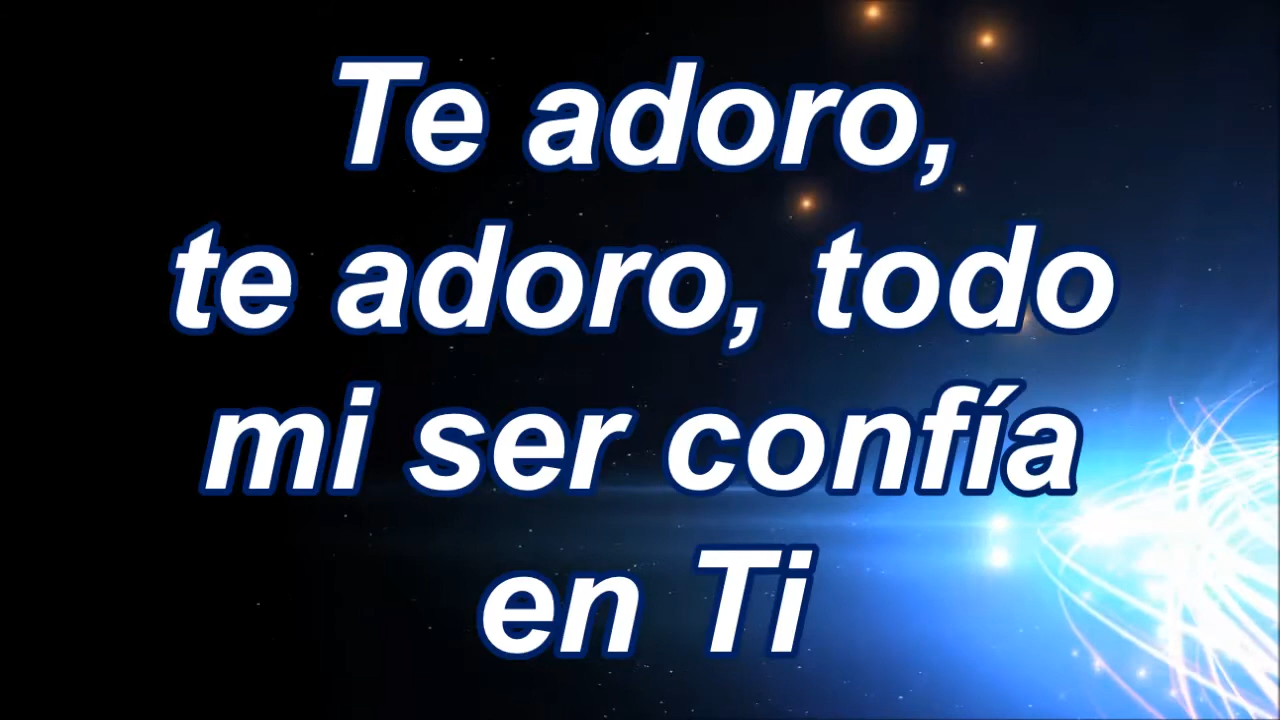 Te adoro,
te adoro, todo
mi ser confía
en Ti